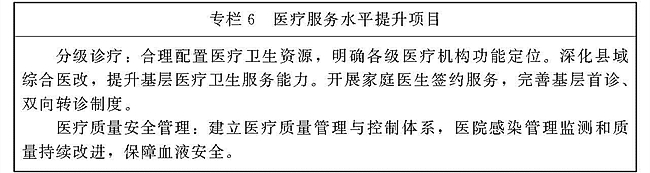 专栏 6　医疗服务水平提升项目
分级诊疗：合理配置医疗卫生资源，明确各级医疗机构功能定位。深化县域
综合医改，提升基层医疗卫生服务能力。开展家庭医生签约服务，完善基层首诊、
双向转诊制度。
医疗质量安全管理：建立医疗质量管理与控制体系，医院感染管理监测和质
量持续改进，保障血液安全。